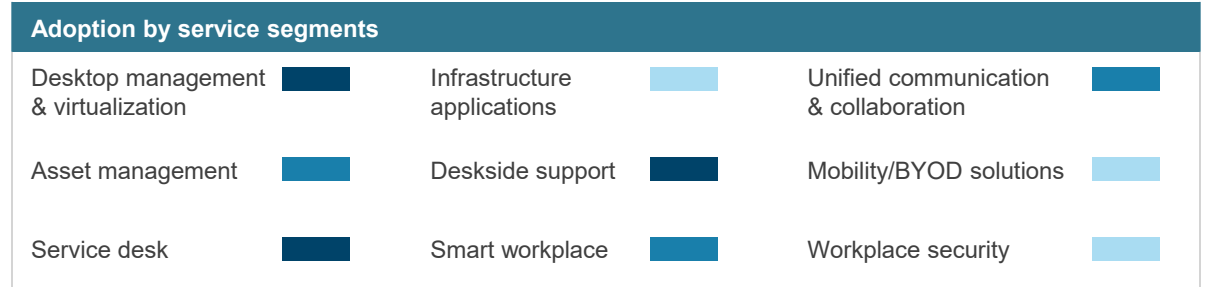 Adoption by service segments
Desktop management
& virtualization
Infrastructure
applications
Unified communication
& collaboration
Asset management
Deskside support
Mobility/BYOD solutions
Service desk
Smart workplace
Workplace security